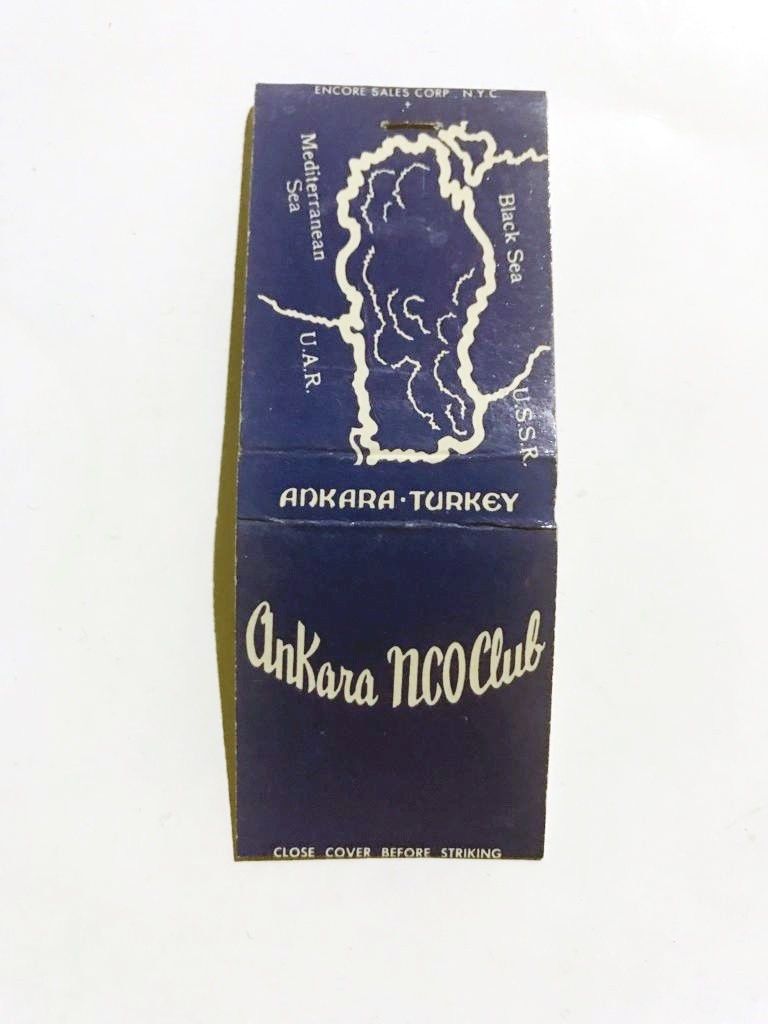 ENCORE SALES CORP. N.Y.C.
Mediterranean
Sea
Black Sea
U.A.R.
U.S.S.R.
ANKARA · TURKEY
Ankara NCO Club
CLOSE COVER BEFORE STRIKING